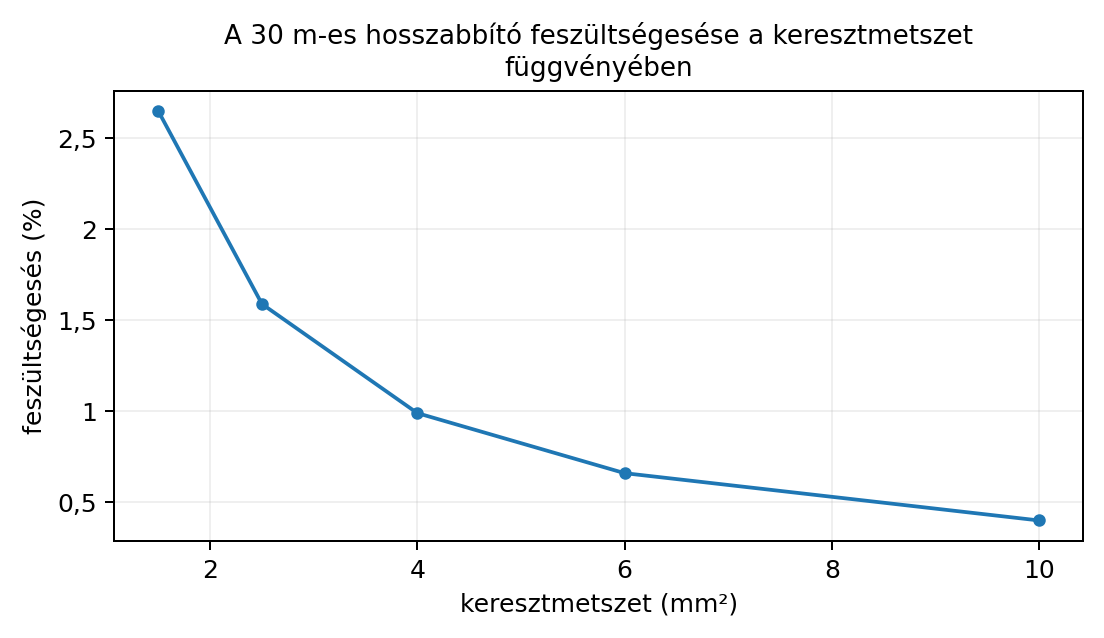 A 30 m-es hosszabbító feszültségesése a keresztmetszet
függvényében
feszültségesés (%)
2,5
2
1,5
1
0,5
2 4 6 8 10
keresztmetszet (mm²)